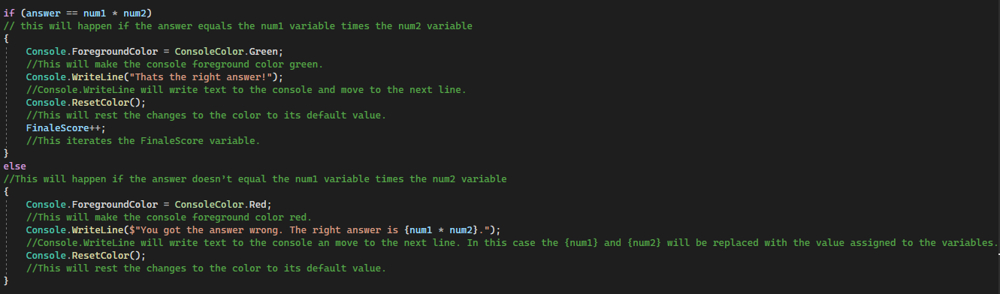 if (answer == num1 * num2)
// this will happen if the answer equals the num1 variable times the num2 variable
{
    Console.ForegroundColor = ConsoleColor.Green;
    //This will make the console foreground color green.
    Console.WriteLine("Thats the right answer!");
    //Console.WriteLine will write text to the console and move to the next line.
    Console.ResetColor();
    //This will rest the changes to the color to its default value.
    FinaleScore++;
    //This iterates the FinaleScore variable.
}
else
//This will happen if the answer doesn't equal the num1 variable times the num2 variable
{
    Console.ForegroundColor = ConsoleColor.Red;
    //This will make the console foreground color red.
    Console.WriteLine($"You got the answer wrong. The right answer is {num1 * num2}.");
    //Console.WriteLine will write text to the console an move to the next line. In this case the {num1} and {num2} will be replaced with the value assigned to the variables.
    Console.ResetColor();
    //This will rest the changes to the color to its default value.
}